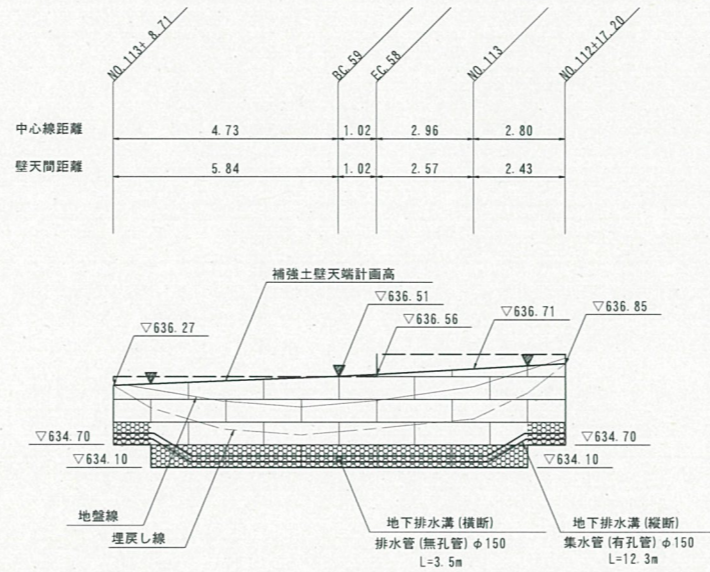 NO.113+ 8.71
BC.59
EC.58
NO.113
NO.112+17.20
中心線距離
4.73
1.02
2.96
2.80
壁天間距離
5.84
1.02
2.57
2.43
補強土壁天端計画高
▽636.51
▽636.85
▽636.27
▽636.56
▽636.71
▽634.70
▽634.70
▽634.10
▽634.10
地盤線
埋戻し線
地下排水溝(横断)
排水管(無孔管)φ150
L=3.5m
地下排水溝(縦断)
集水管(有孔管)φ150
L=12.3m